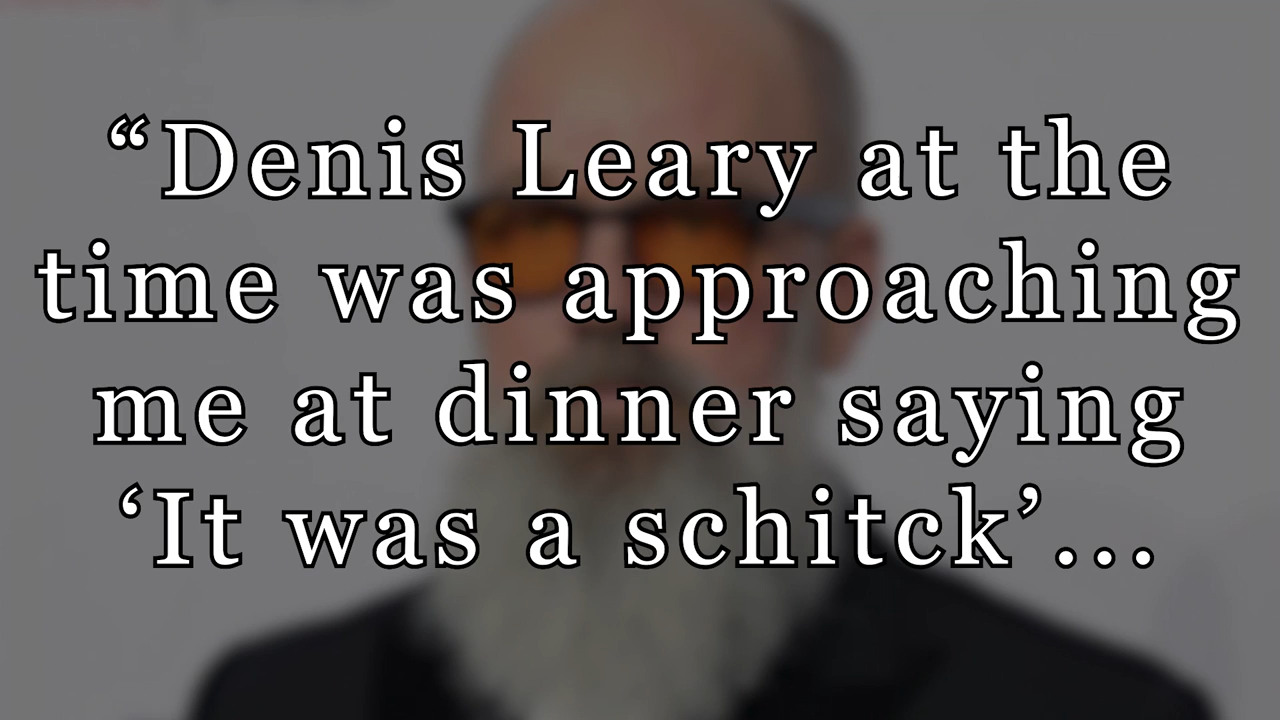 “Denis Leary at the
time was approaching
me at dinner saying
‘It was a schitck’...